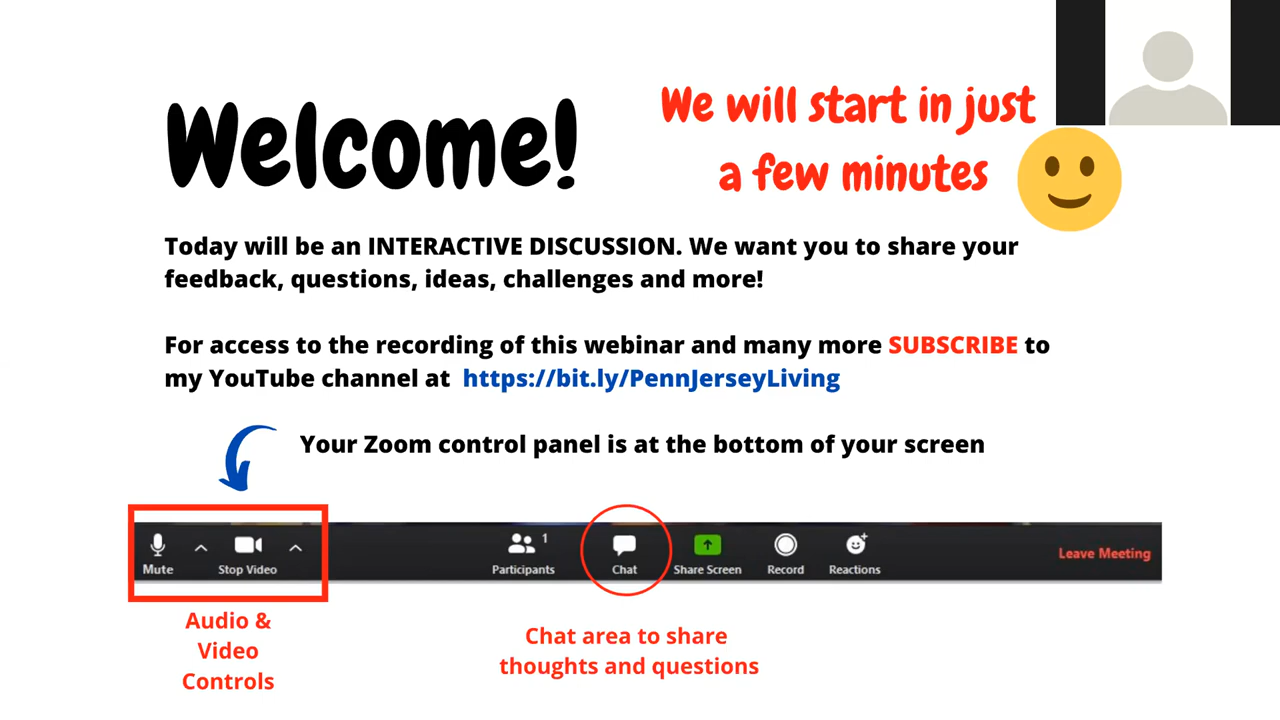 Welcome!
We will start in just
a few minutes
Today will be an INTERACTIVE DISCUSSION. We want you to share your
feedback, questions, ideas, challenges and more!
For access to the recording of this webinar and many more SUBSCRIBE to
my YouTube channel at https://bit.ly/PennJerseyLiving
Your Zoom control panel is at the bottom of your screen
Mute
Stop Video
Participants
1
Chat
Share Screen
Record
Reactions
Leave Meeting
Audio &
Video
Controls
Chat area to share
thoughts and questions